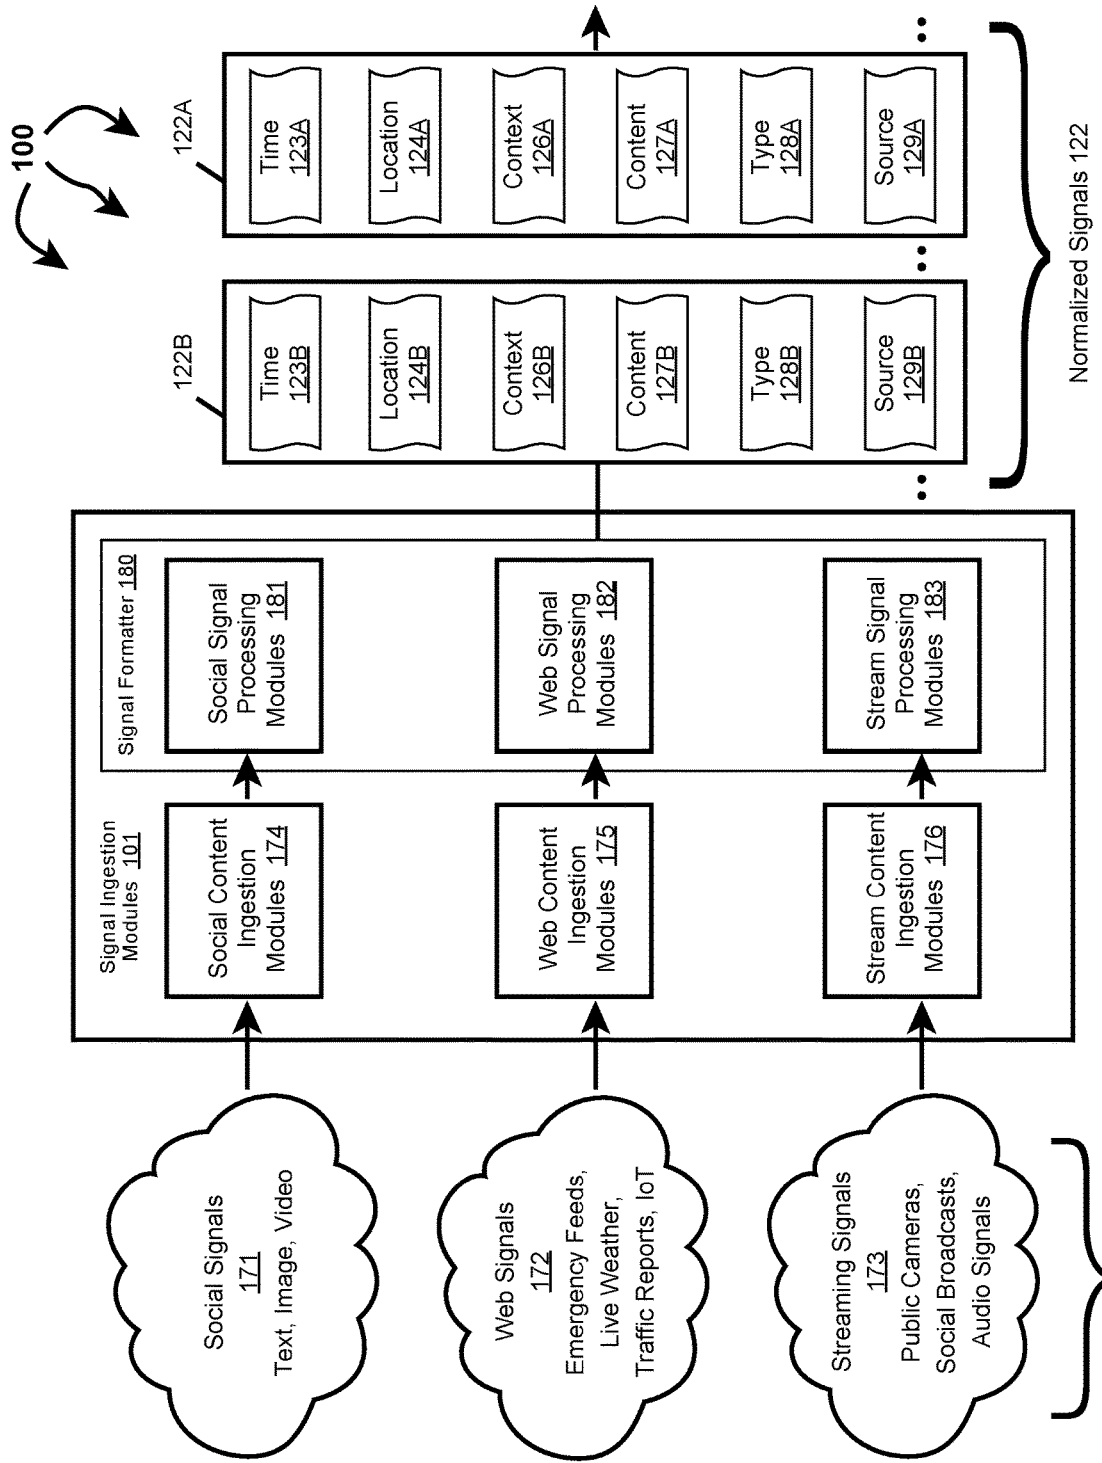 100
Social Signals
171
Text, Image, Video
Web Signals
172
Emergency Feeds,
Live Weather,
Traffic Reports, IoT
Streaming Signals
173
Public Cameras,
Social Broadcasts,
Audio Signals
Signal Ingestion
Modules 101
Social Content
Ingestion
Modules 174
Web Content
Ingestion
Modules 175
Stream Content
Ingestion
Modules 176
Signal Formatter 180
Social Signal
Processing
Modules 181
Web Signal
Processing
Modules 182
Stream Signal
Processing
Modules 183
122B
Time
123B
Location
124B
Context
126B
Content
127B
Type
128B
Source
129B
122A
Time
123A
Location
124A
Context
126A
Content
127A
Type
128A
Source
129A
Normalized Signals 122